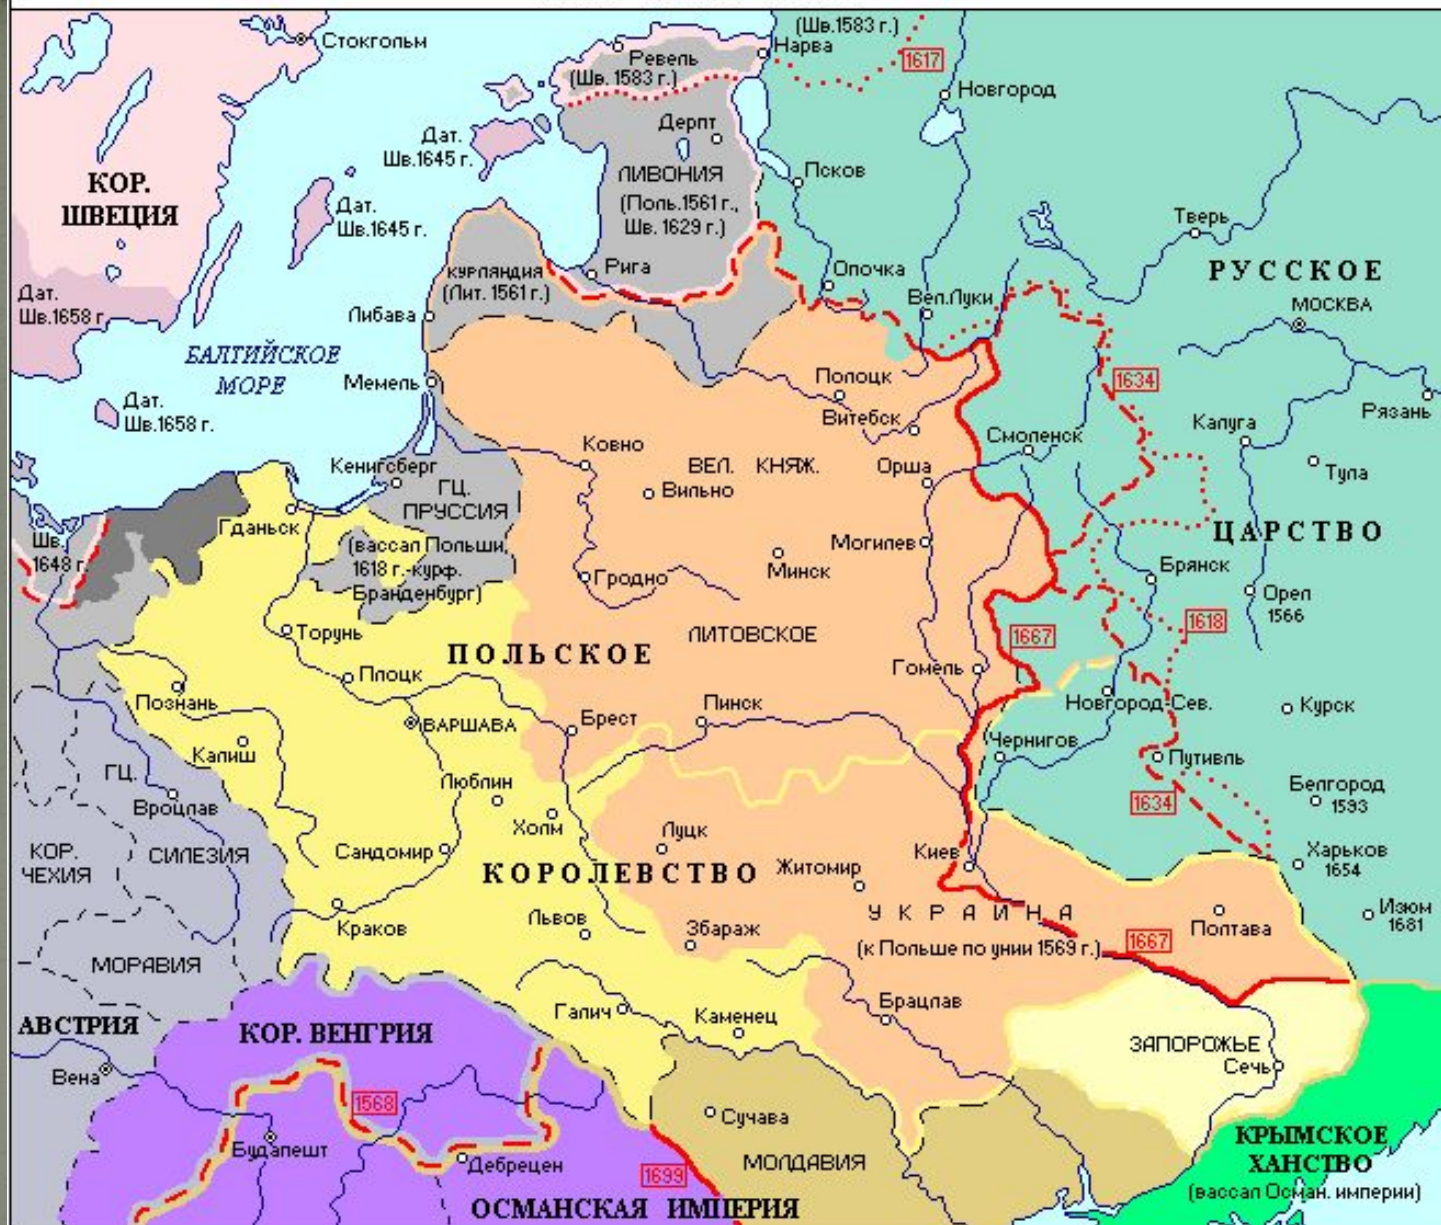 Стокгольм
(Шв.1583 г.)
Нарва
1617
Ревель
(Шв. 1583 г.)
Новгород
Дерпт
Дат.
Шв.1645 г.
ЛИВОНИЯ
(Поль.1561 г.,
Шв. 1629 г.)
Псков
КОР.
ШВЕЦИЯ
Дат.
Шв.1645 г.
Тверь
КУРЛЯНДИЯ
(Лит. 1561 г.)
Рига
Опочка
Вел.Луки
РУССКОЕ
МОСКВА
Дат.
Шв.1658 г
Либава
БАЛТИЙСКОЕ
МОРЕ
Мемель
Полоцк
1634
Дат.
Шв.1658 г.
Витебск
Рязань
Калуга
Смоленск
Ковно
Кенигсберг
ВЕЛ. КНЯЖ.
Орша
Тула
Вильно
ГЦ.
ПРУССИЯ
Гданьск
ЦАРСТВО
Шв.
1648 г.
(вассал Польши,
1618 г.-курф.
Бранденбург)
Могилев
Минск
Гродно
Брянск
Орел
1566
1618
Торунь
ЛИТОВСКОЕ
1667
ПОЛЬСКОЕ
Гомель
Плоцк
Познань
Новгород-Сев.
Пинск
Курск
ВАРШАВА
Брест
Калиш
Чернигов
Путивль
ГЦ.
Люблин
Белгород
1593
Вроцлав
1634
Холм
Луцк
КОР.
ЧЕХИЯ
СИЛЕЗИЯ
Сандомир
Киев
Харьков
1654
КОРОЛЕВСТВО
Житомир
УКРАИНА
Изюм
1681
Краков
Львов
Збараж
Полтава
(к Польше по унии 1569 г.)
1667
МОРАВИЯ
Галич
Каменец
Брацлав
АВСТРИЯ
КОР. ВЕНГРИЯ
ЗАПОРОЖЬЕ
Сечь
Вена
1568
Сучава
Будапешт
Дебрецен
МОЛДАВИЯ
КРЫМСКОЕ
ХАНСТВО
(вассал Осман. империи)
1699
ОСМАНСКАЯ ИМПЕРИЯ